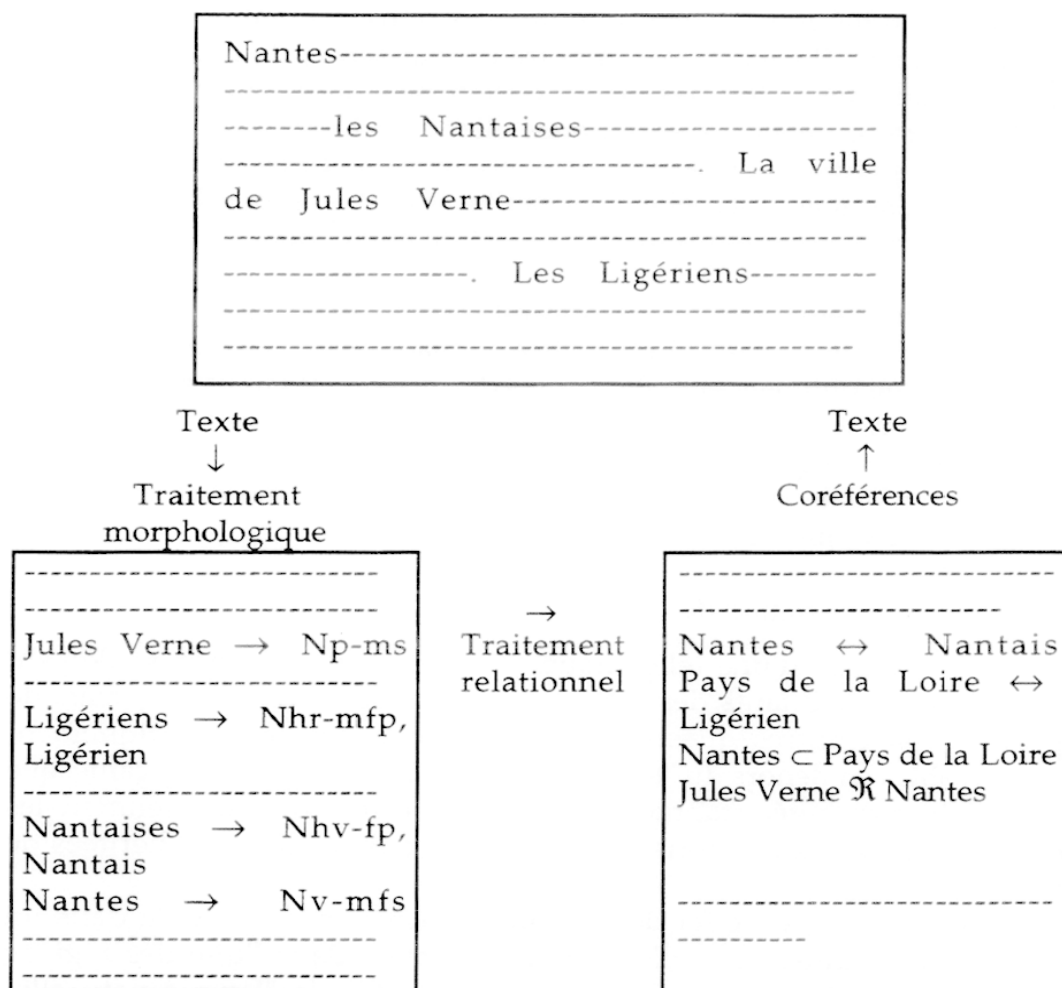 Nantes-------------------------------------
---------------------------------------------
--------les Nantaises---------------------
----------------------------------. La ville
de Jules Verne--------------------------
----------------------------------------------
-----------------. Les Ligériens---------
----------------------------------------------
---------------------------------------------
Texte
↓
Traitement
morphologique
-------------------------
-------------------------
Jules Verne → Np-ms
-------------------------
Ligériens → Nhr-mfp,
Ligérien
-------------------------
Nantaises → Nhv-fp,
Nantais
Nantes → Nv-mfs
-------------------------
-------------------------
→
Traitement
relationnel
Texte
↑
Coréférences
---------------------------
-----------------------
Nantes ↔ Nantais
Pays de la Loire ↔
Ligérien
Nantes ⊂ Pays de la Loire
Jules Verne ℜ Nantes
---------------------------
---------